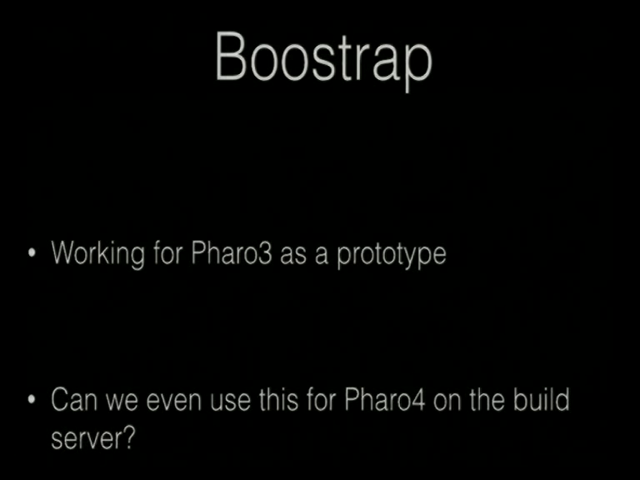 Boostrap
• Working for Pharo3 as a prototype
• Can we even use this for Pharo4 on the build
server?